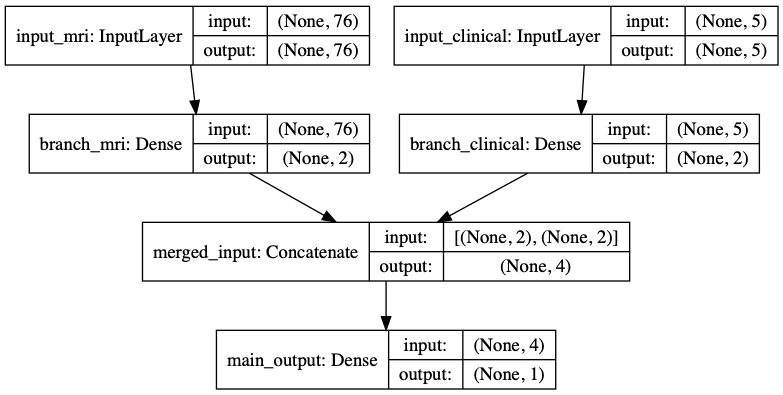 input_mri: InputLayer
input: (None, 76)
output: (None, 76)
input_clinical: InputLayer
input: (None, 5)
output: (None, 5)
branch_mri: Dense
input: (None, 76)
output: (None, 2)
branch_clinical: Dense
input: (None, 5)
output: (None, 2)
merged_input: Concatenate
input: [(None, 2), (None, 2)]
output: (None, 4)
main_output: Dense
input: (None, 4)
output: (None, 1)